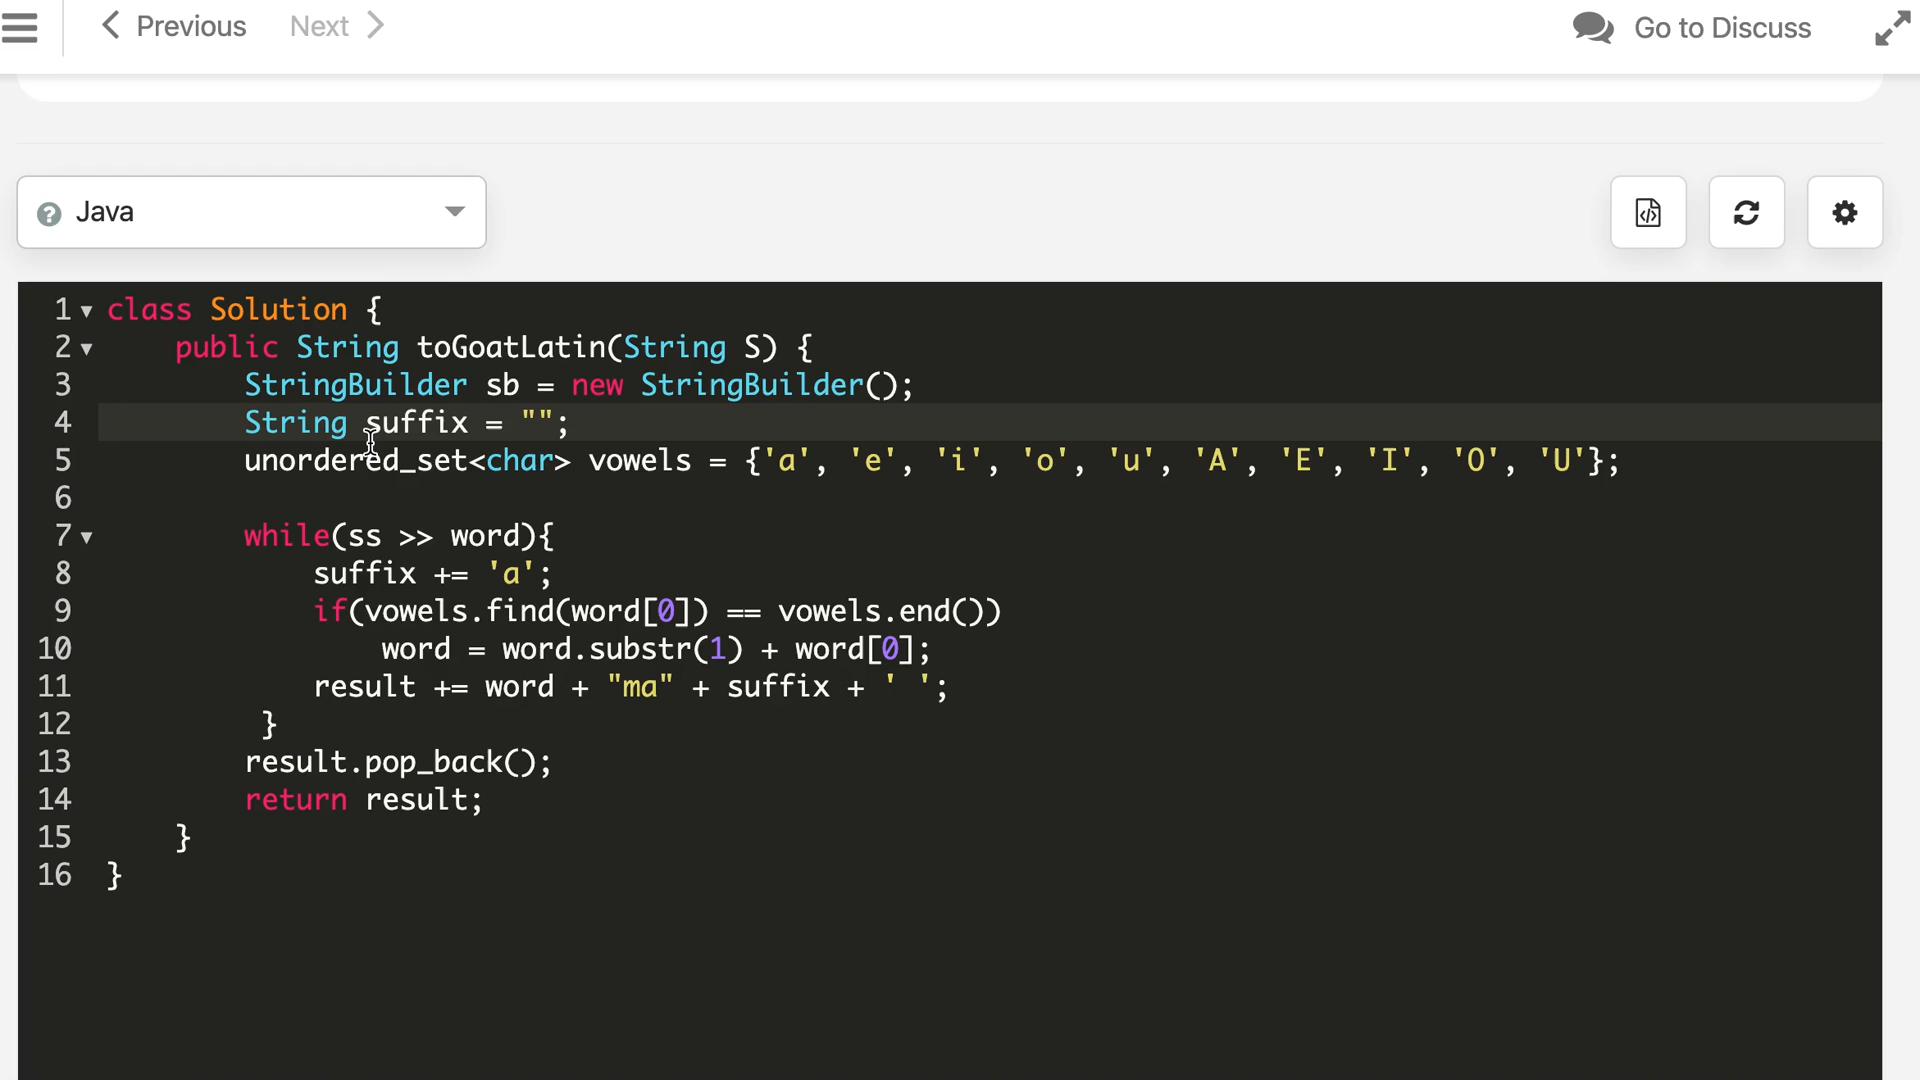 Previous Next Go to Discuss
Java
1 class Solution {
2 public String toGoatLatin(String S) {
3 StringBuilder sb = new StringBuilder();
4 String suffix = "";
5 unordered_set<char> vowels = {'a', 'e', 'i', 'o', 'u', 'A', 'E', 'I', 'O', 'U'};
6
7 while(ss >> word){
8 suffix += 'a';
9 if(vowels.find(word[0]) == vowels.end())
10 word = word.substr(1) + word[0];
11 result += word + "ma" + suffix + ' ';
12 }
13 result.pop_back();
14 return result;
15 }
16 }